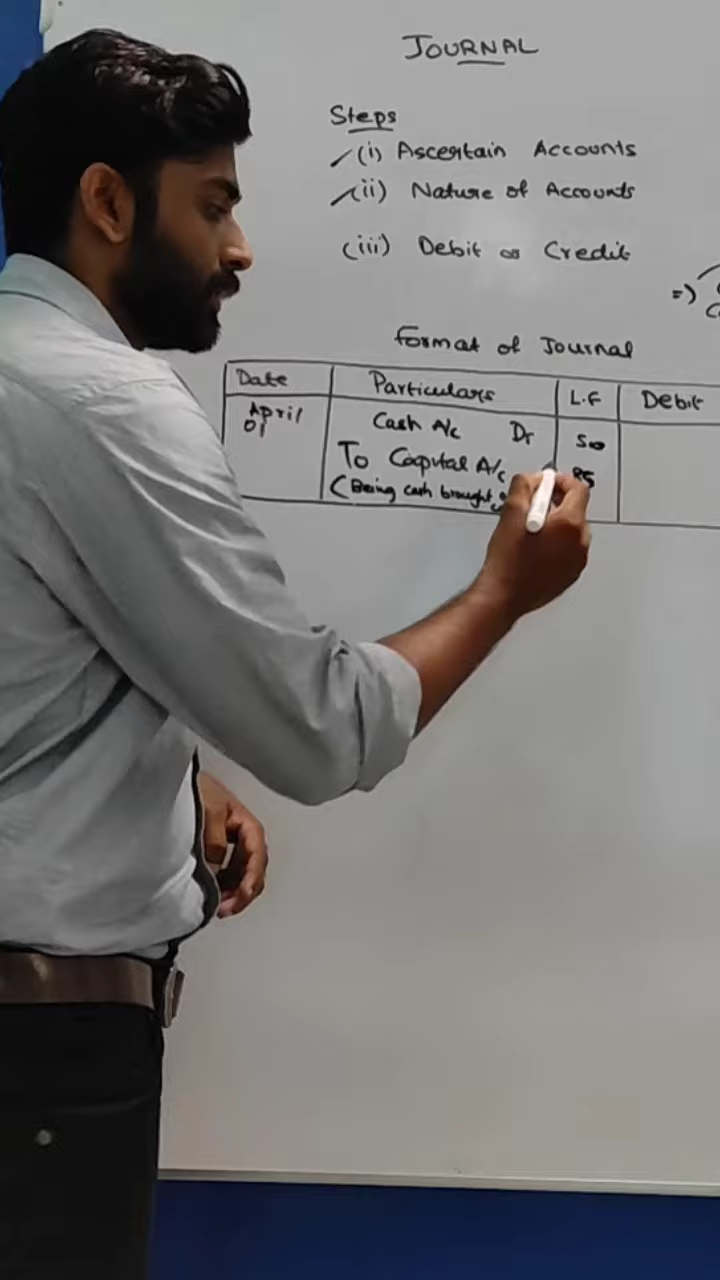 JOURNAL
Steps
(i) Ascertain Accounts
(ii) Nature of Accounts
(iii) Debit or Credit
=)
Format of Journal
Date Particulars L.F Debit
April 01 Cash A/c Dr 50
To Capital A/c 85
(Being cash brought